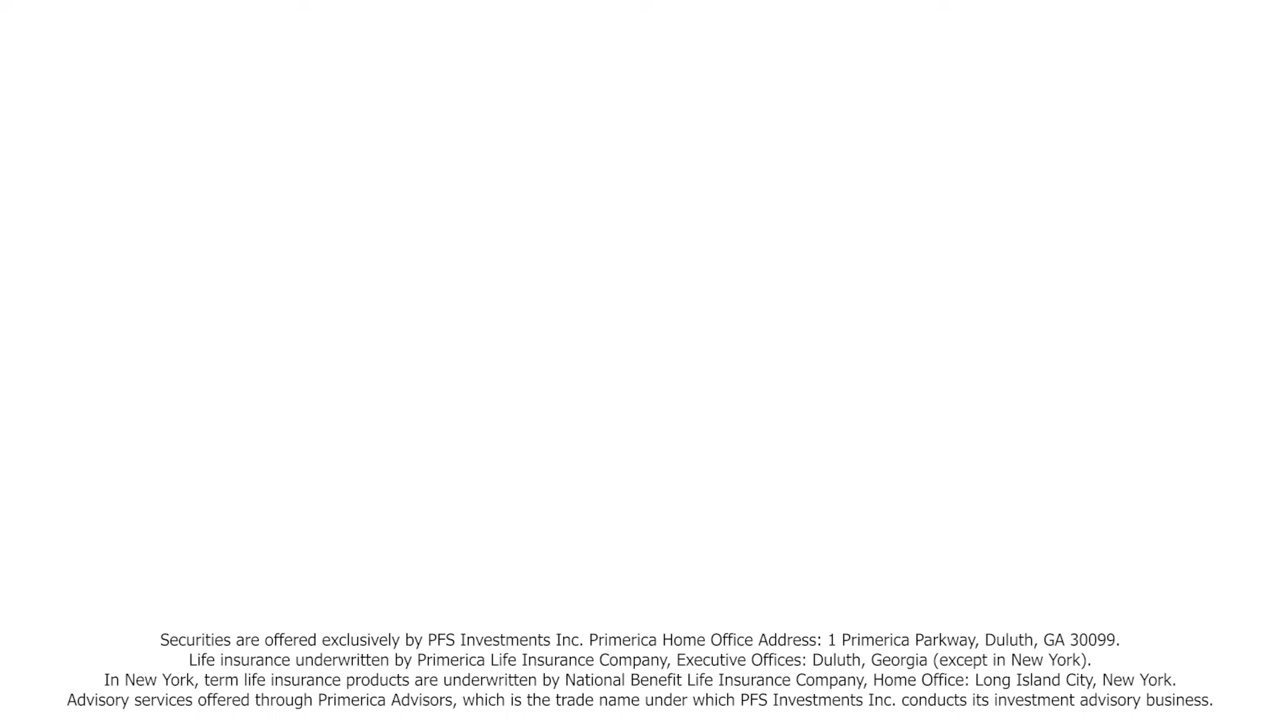 Securities are offered exclusively by PFS Investments Inc. Primerica Home Office Address: 1 Primerica Parkway, Duluth, GA 30099.
Life insurance underwritten by Primerica Life Insurance Company, Executive Offices: Duluth, Georgia (except in New York).
In New York, term life insurance products are underwritten by National Benefit Life Insurance Company, Home Office: Long Island City, New York.
Advisory services offered through Primerica Advisors, which is the trade name under which PFS Investments Inc. conducts its investment advisory business.